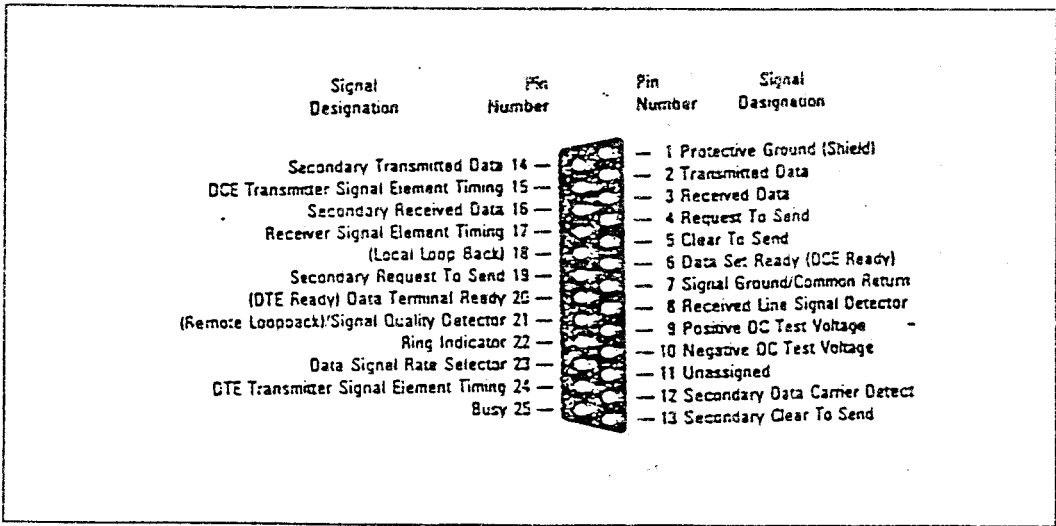 Signal Designation
Pin Number
Pin Number
Signal Dasignation
Secondary Transmitted Data 14
DCE Transmitter Signal Element Timing 15
Secondary Received Data 16
Receiver Signal Element Timing 17
(Local Loop Back) 18
Secondary Request To Send 19
(DTE Ready) Data Terminal Ready 20
(Remote Loopback)/Signal Quality Detector 21
Ring Indicator 22
Data Signal Rate Selector 23
DTE Transmitter Signal Element Timing 24
Busy 25
1 Protective Ground (Shield)
2 Transmitted Data
3 Received Data
4 Request To Send
5 Clear To Send
6 Data Set Ready (DCE Ready)
7 Signal Ground/Common Return
8 Received Line Signal Detector
9 Positive DC Test Voltage
10 Negative DC Test Voltage
11 Unassigned
12 Secondary Data Carrier Detect
13 Secondary Clear To Send